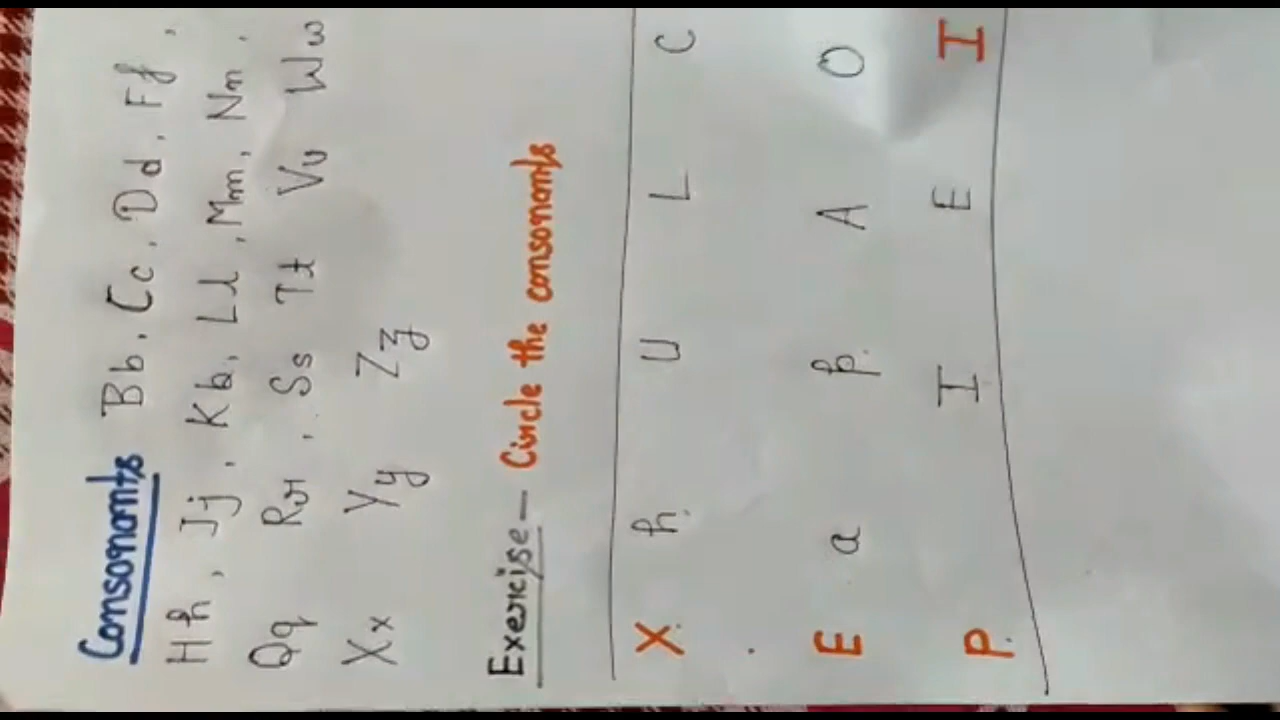 Consonants Bb, Cc, Dd, Ff,
Hh, Jj, Kk, Ll, Mm, Nn,
Qq Rr, Ss Tt Vv Ww
Xx Yy Zz
Exercise - Circle the consonants
X. h. U L C
E a p. A O
P. I E I